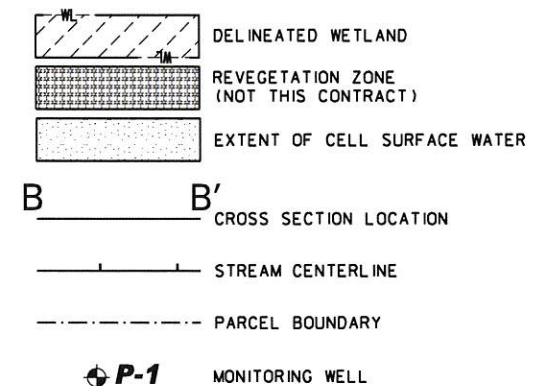 WL
DELINEATED WETLAND
WL
REVEGETATION ZONE
(NOT THIS CONTRACT)
EXTENT OF CELL SURFACE WATER
B B'
CROSS SECTION LOCATION
STREAM CENTERLINE
PARCEL BOUNDARY
P-1 MONITORING WELL